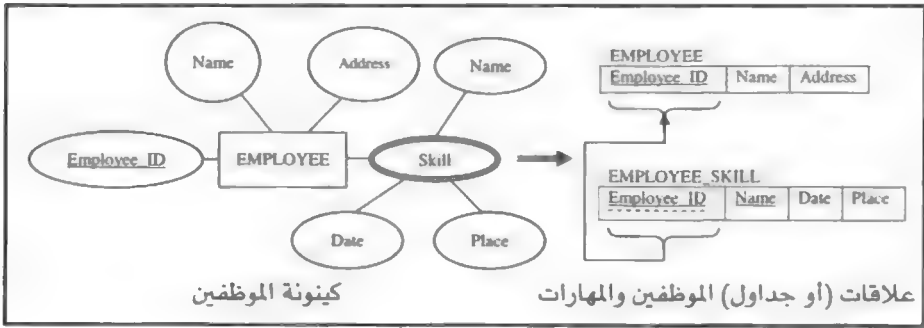 Name
Address
Name
Employee_ID
EMPLOYEE
Skill
Date
Place
كينونة الموظفين
EMPLOYEE
Employee_ID Name Address
EMPLOYEE_SKILL
Employee_ID Name Date Place
علاقات (أو جداول) الموظفين والمهارات